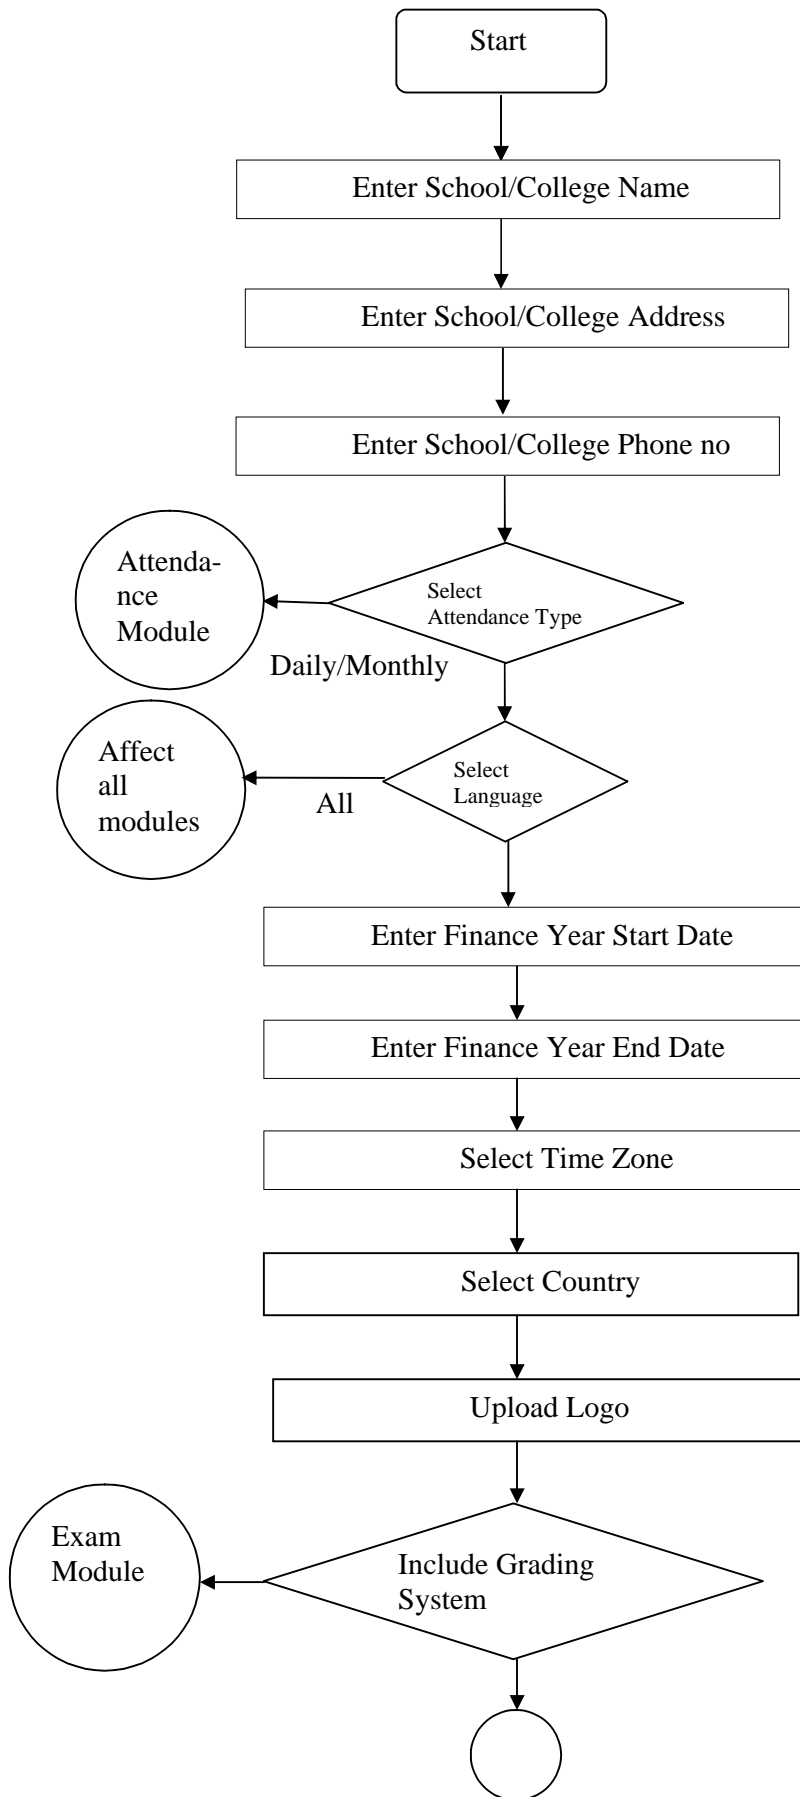 Start
Enter School/College Name
Enter School/College Address
Enter School/College Phone no
Attenda-
nce
Module
Select
Attendance Type
Daily/Monthly
Affect
all
modules
Select
Language
All
Enter Finance Year Start Date
Enter Finance Year End Date
Select Time Zone
Select Country
Upload Logo
Exam
Module
Include Grading
System